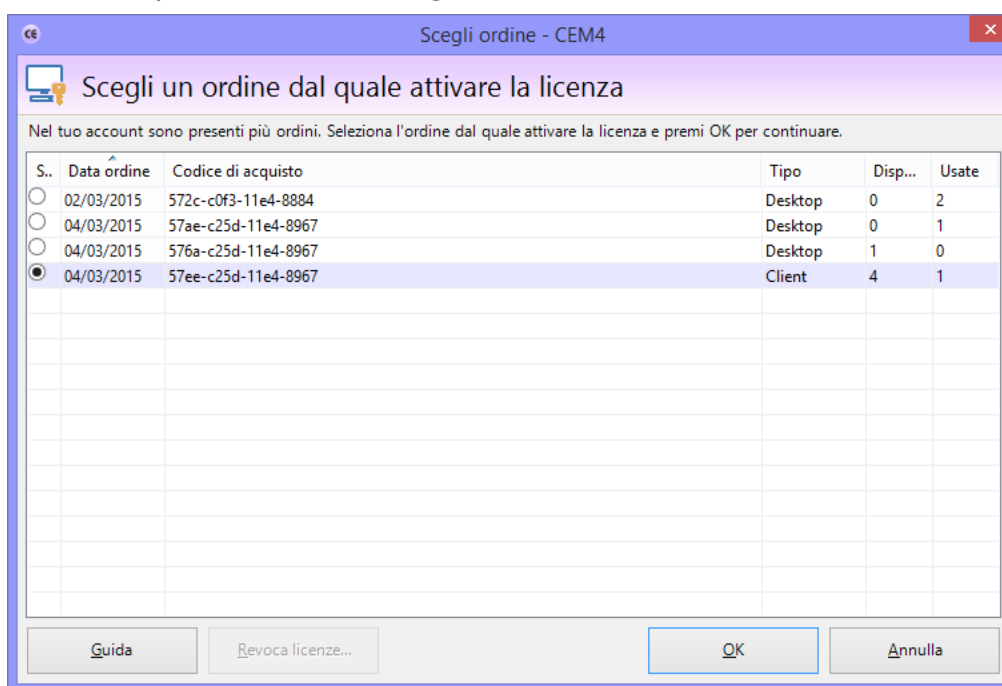 CE Scegli ordine - CEM4
Scegli un ordine dal quale attivare la licenza
Nel tuo account sono presenti più ordini. Seleziona l'ordine dal quale attivare la licenza e premi OK per continuare.
S.. Data ordine Codice di acquisto Tipo Disp... Usate
02/03/2015 572c-c0f3-11e4-8884 Desktop 0 2
04/03/2015 57ae-c25d-11e4-8967 Desktop 0 1
04/03/2015 576a-c25d-11e4-8967 Desktop 1 0
04/03/2015 57ee-c25d-11e4-8967 Client 4 1
Guida Revoca licenze... OK Annulla